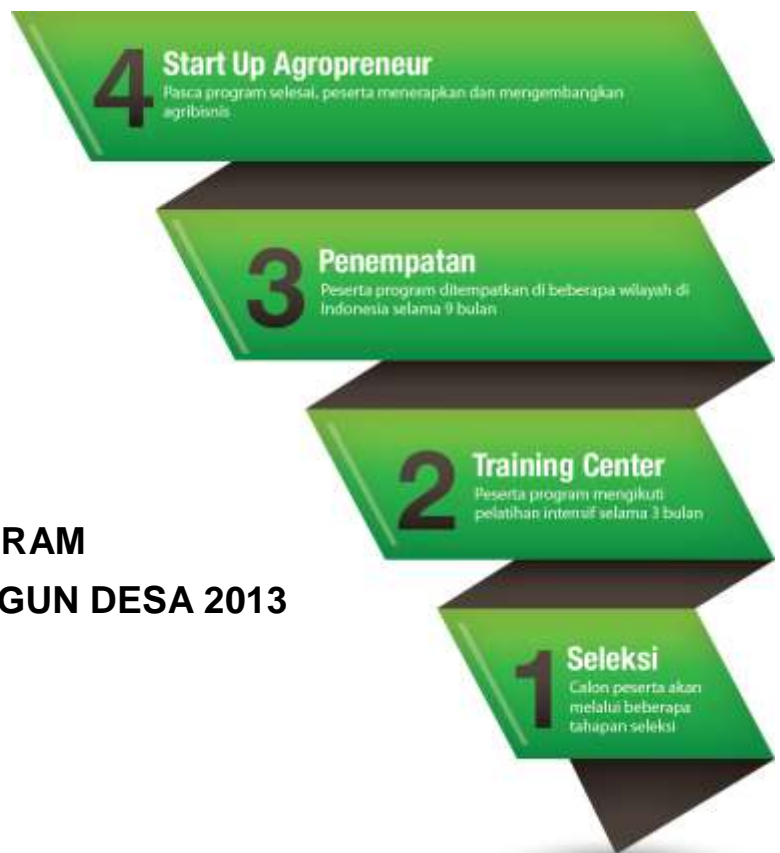 4
Start Up Agropreneur
Pasca program selesai, peserta menerapkan dan mengembangkan
agribisnis
3
Penempatan
Peserta program ditempatkan di beberapa wilayah di
Indonesia selama 9 bulan
2
Training Center
Peserta program mengikuti
pelatihan intensif selama 3 bulan
RAM
GUN DESA 2013
1
Seleksi
Calon peserta akan
melalui beberapa
tahapan seleksi